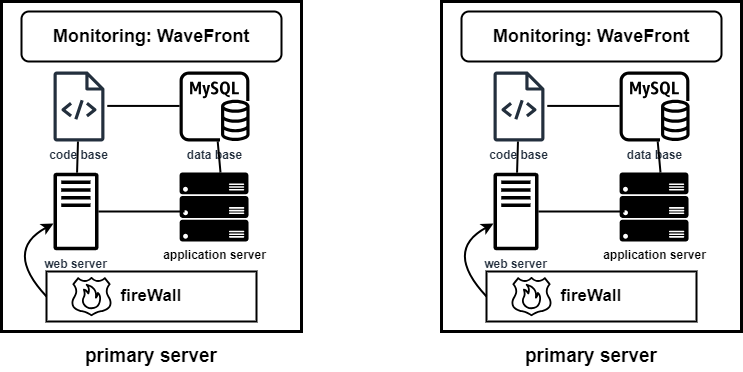 Monitoring: WaveFront
MySQL
code base
data base
web server
application server
fireWall
primary server
Monitoring: WaveFront
MySQL
code base
data base
web server
application server
fireWall
primary server